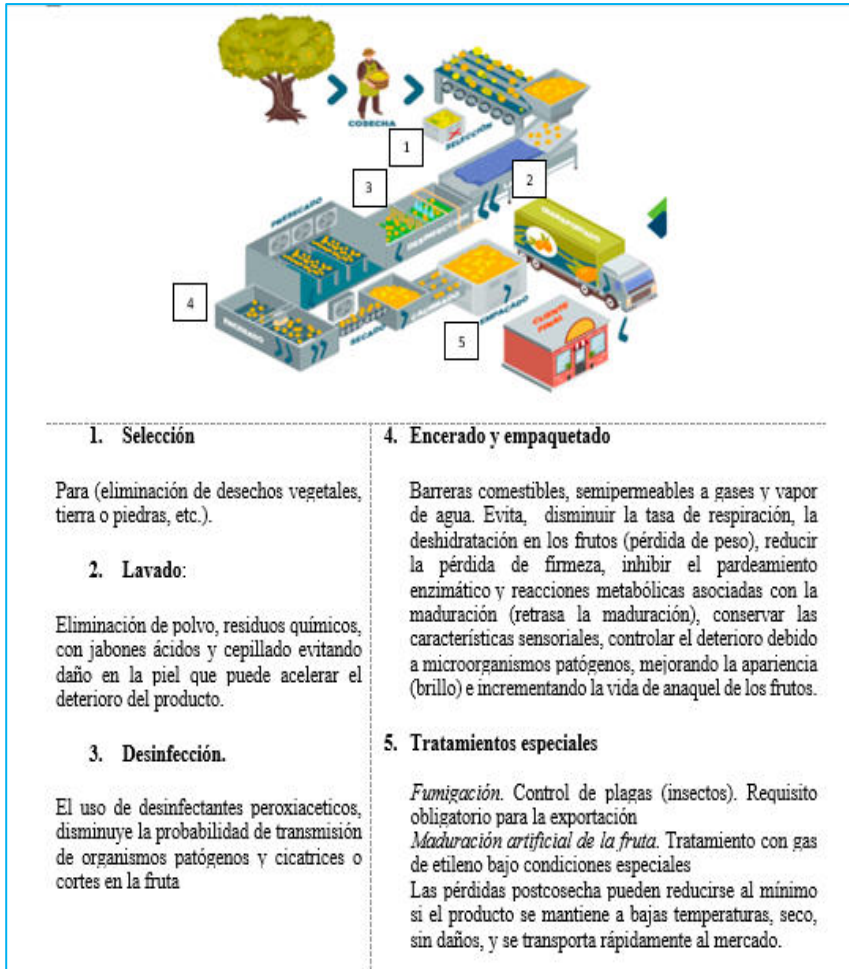 COSECHA
1
SELECCIÓN
3
2
PRESECADO
DESINFECCIÓN
4
ENCERADO
SECADO
EMPACADO
5
CLIENTE
FINAL
1. Selección
Para (eliminación de desechos vegetales,
tierra o piedras, etc.).
2. Lavado:
Eliminación de polvo, residuos químicos,
con jabones ácidos y cepillado evitando
daño en la piel que puede acelerar el
deterioro del producto.
3. Desinfección.
El uso de desinfectantes peroxiaceticos,
disminuye la probabilidad de transmisión
de organismos patógenos y cicatrices o
cortes en la fruta
4. Encerado y empaquetado
Barreras comestibles, semipermeables a gases y vapor
de agua. Evita, disminuir la tasa de respiración, la
deshidratación en los frutos (pérdida de peso), reducir
la pérdida de firmeza, inhibir el pardeamiento
enzimático y reacciones metabólicas asociadas con la
maduración (retrasa la maduración), conservar las
características sensoriales, controlar el deterioro debido
a microorganismos patógenos, mejorando la apariencia
(brillo) e incrementando la vida de anaquel de los frutos.
5. Tratamientos especiales
Fumigación. Control de plagas (insectos). Requisito
obligatorio para la exportación
Maduración artificial de la fruta. Tratamiento con gas
de etileno bajo condiciones especiales
Las pérdidas postcosecha pueden reducirse al mínimo
si el producto se mantiene a bajas temperaturas, seco,
sin daños, y se transporta rápidamente al mercado.